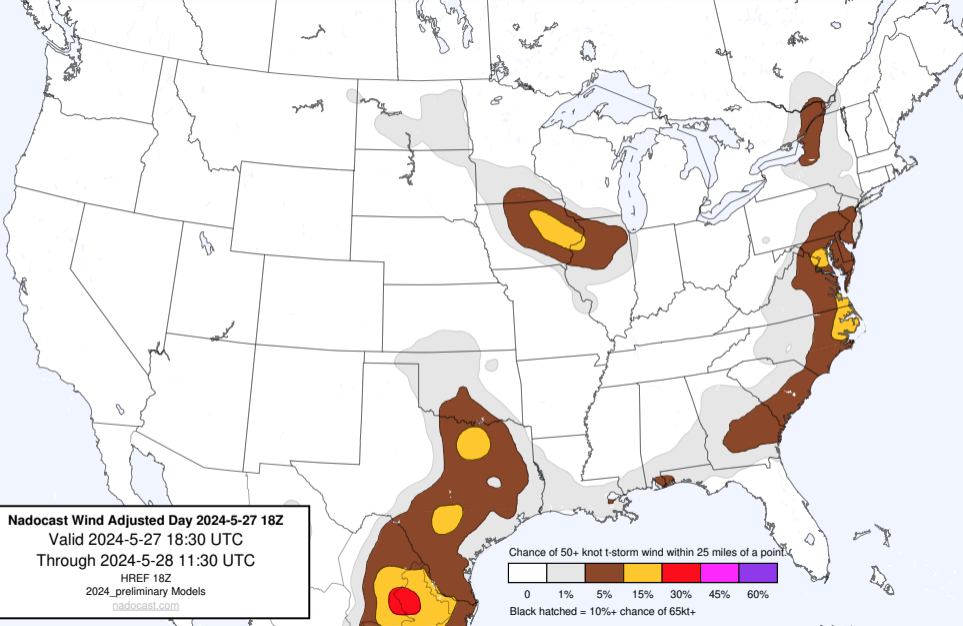 Nadocast Wind Adjusted Day 2024-5-27 18Z
Valid 2024-5-27 18:30 UTC
Through 2024-5-28 11:30 UTC
HREF 18Z
2024_preliminary Models
nadocast.com
Chance of 50+ knot t-storm wind within 25 miles of a point.
0 1% 5% 15% 30% 45% 60%
Black hatched = 10%+ chance of 65kt+